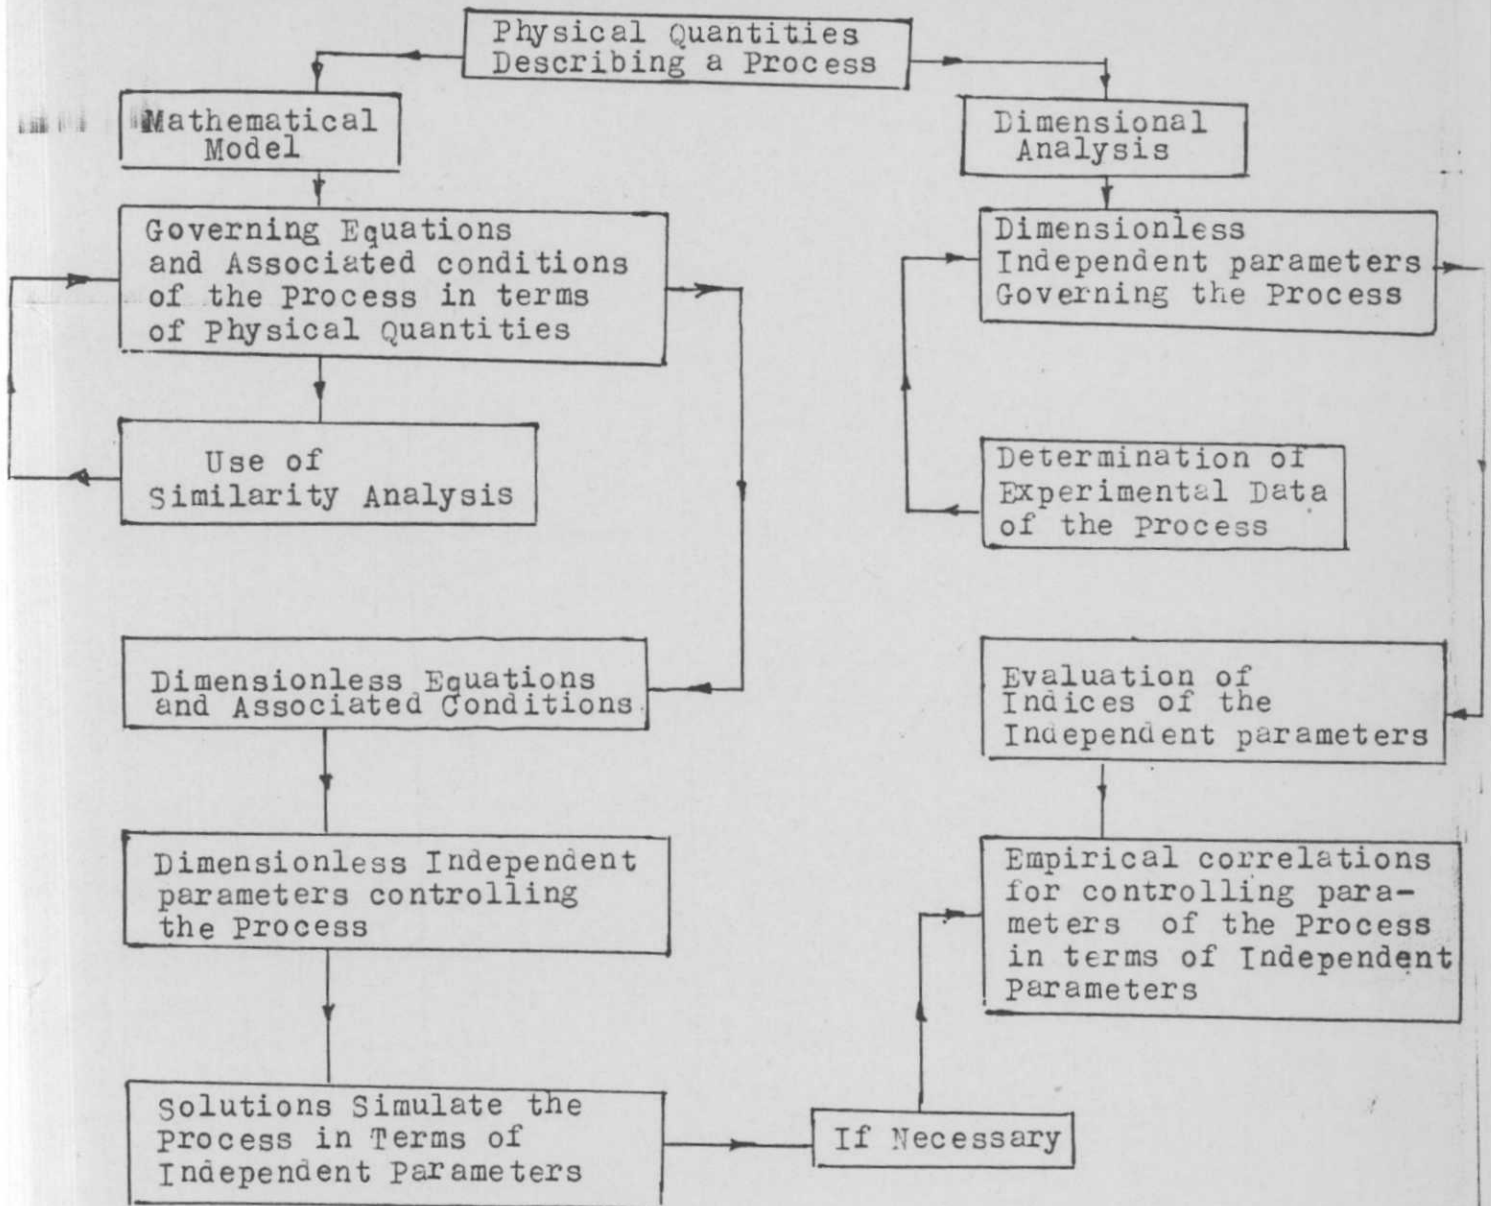 Physical Quantities
Describing a Process
Mathematical
Model
Dimensional
Analysis
Governing Equations
and Associated conditions
of the Process in terms
of Physical Quantities
Dimensionless
Independent parameters
Governing the Process
Use of
Similarity Analysis
Determination of
Experimental Data
of the Process
Dimensionless Equations
and Associated Conditions
Evaluation of
Indices of the
Independent parameters
Dimensionless Independent
parameters controlling
the Process
Empirical correlations
for controlling para-
meters of the Process
in terms of Independent
Parameters
Solutions Simulate the
Process in Terms of
Independent Parameters
If Necessary